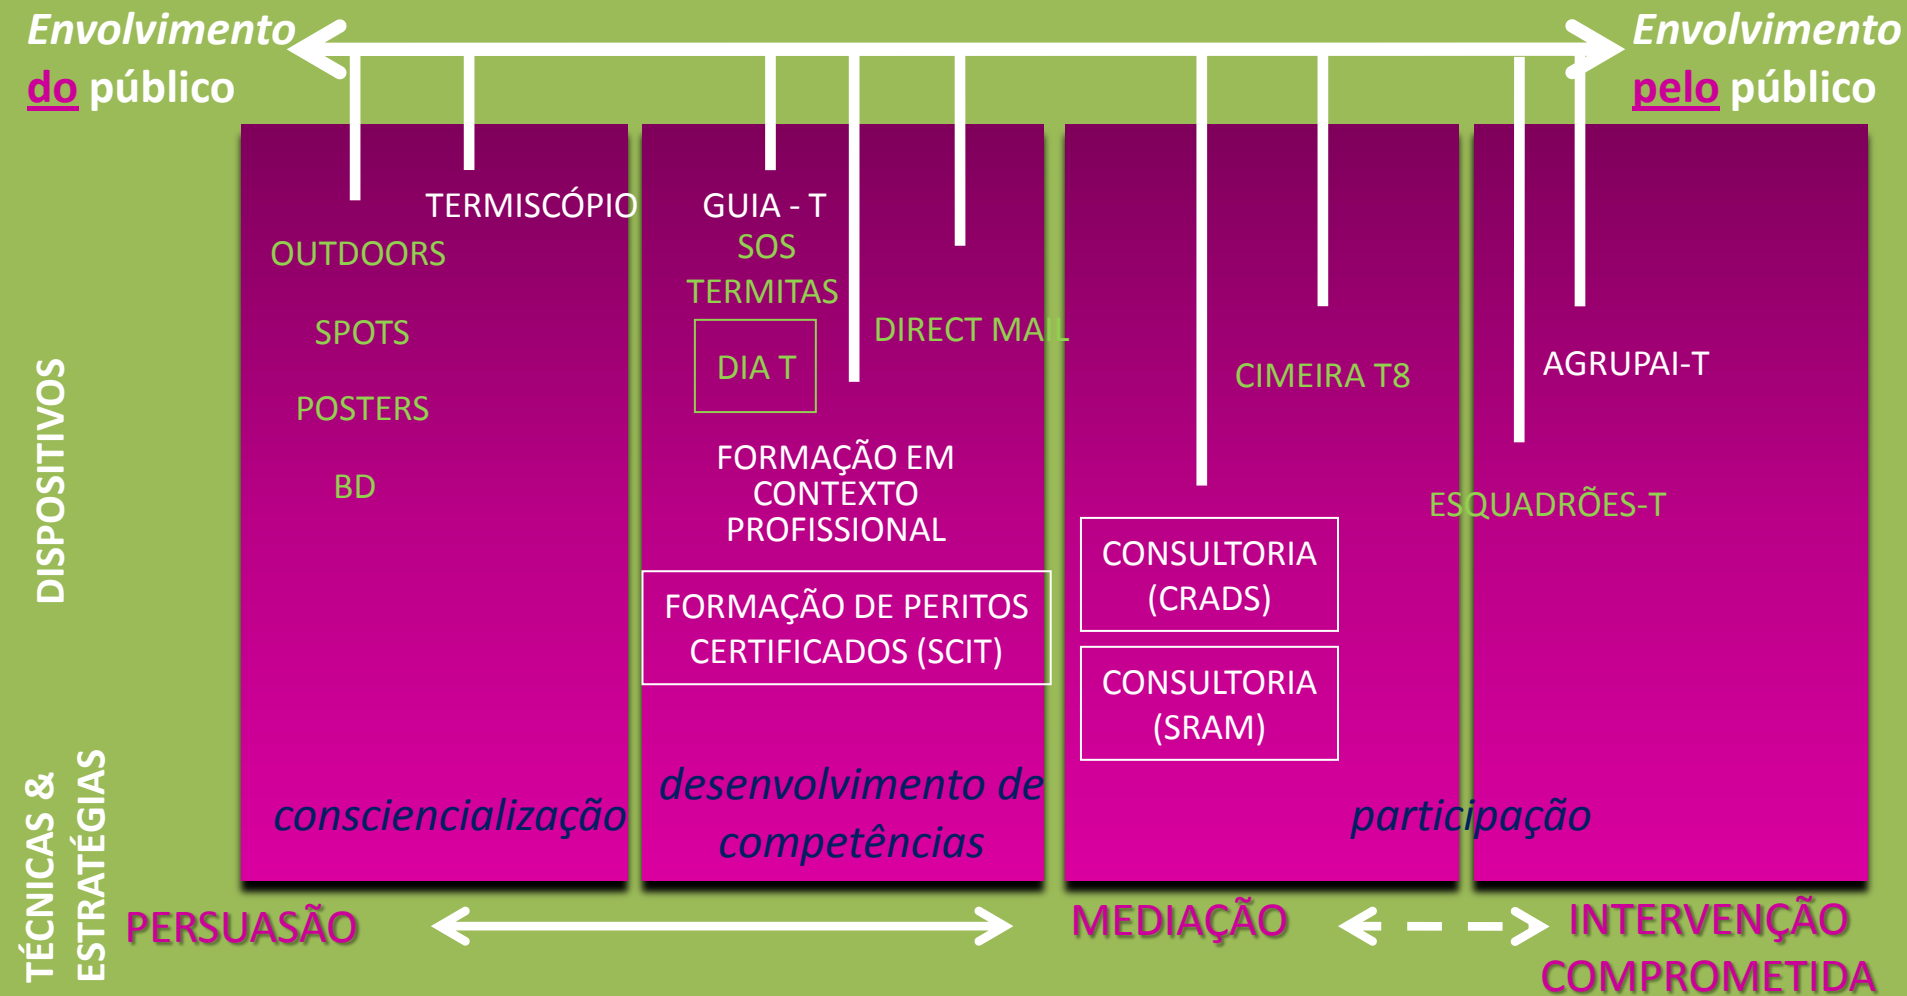 Envolvimento
do público
Envolvimento
pelo público
DISPOSITIVOS
TÉCNICAS &
ESTRATÉGIAS
TERMISCÓPIO
OUTDOORS
SPOTS
POSTERS
BD
consciencialização
GUIA - T
SOS
TERMITAS
DIA T
DIRECT MAIL
FORMAÇÃO EM
CONTEXTO
PROFISSIONAL
FORMAÇÃO DE PERITOS
CERTIFICADOS (SCIT)
desenvolvimento de
competências
CIMEIRA T8
CONSULTORIA
(CRADS)
CONSULTORIA
(SRAM)
AGRUPAI-T
ESQUADRÕES-T
participação
PERSUASÃO
MEDIAÇÃO
INTERVENÇÃO
COMPROMETIDA